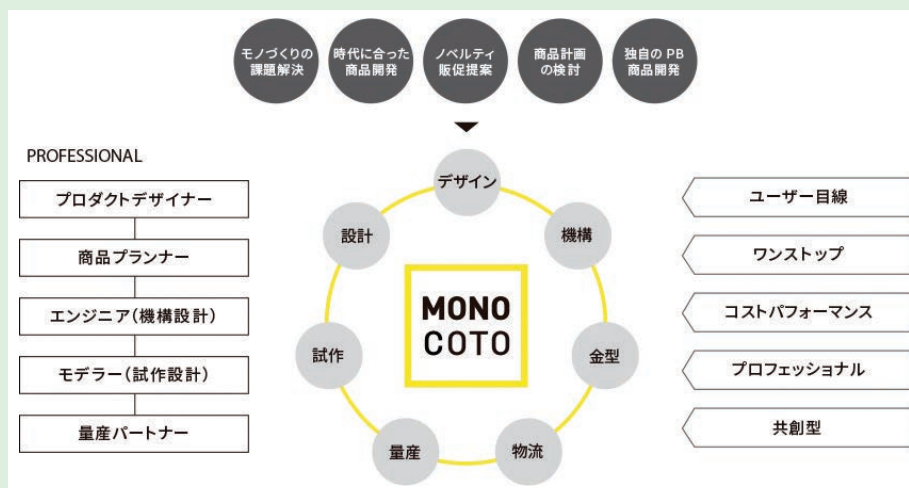 モノづくりの
課題解決
時代に合った
商品開発
ノベルティ
販促提案
商品計画
の検討
独自の PB
商品開発
PROFESSIONAL
プロダクトデザイナー
商品プランナー
エンジニア(機構設計)
モデラー(試作設計)
量産パートナー
デザイン
機構
金型
物流
量産
試作
設計
MONO
COTO
ユーザー目線
ワンストップ
コストパフォーマンス
プロフェッショナル
共創型